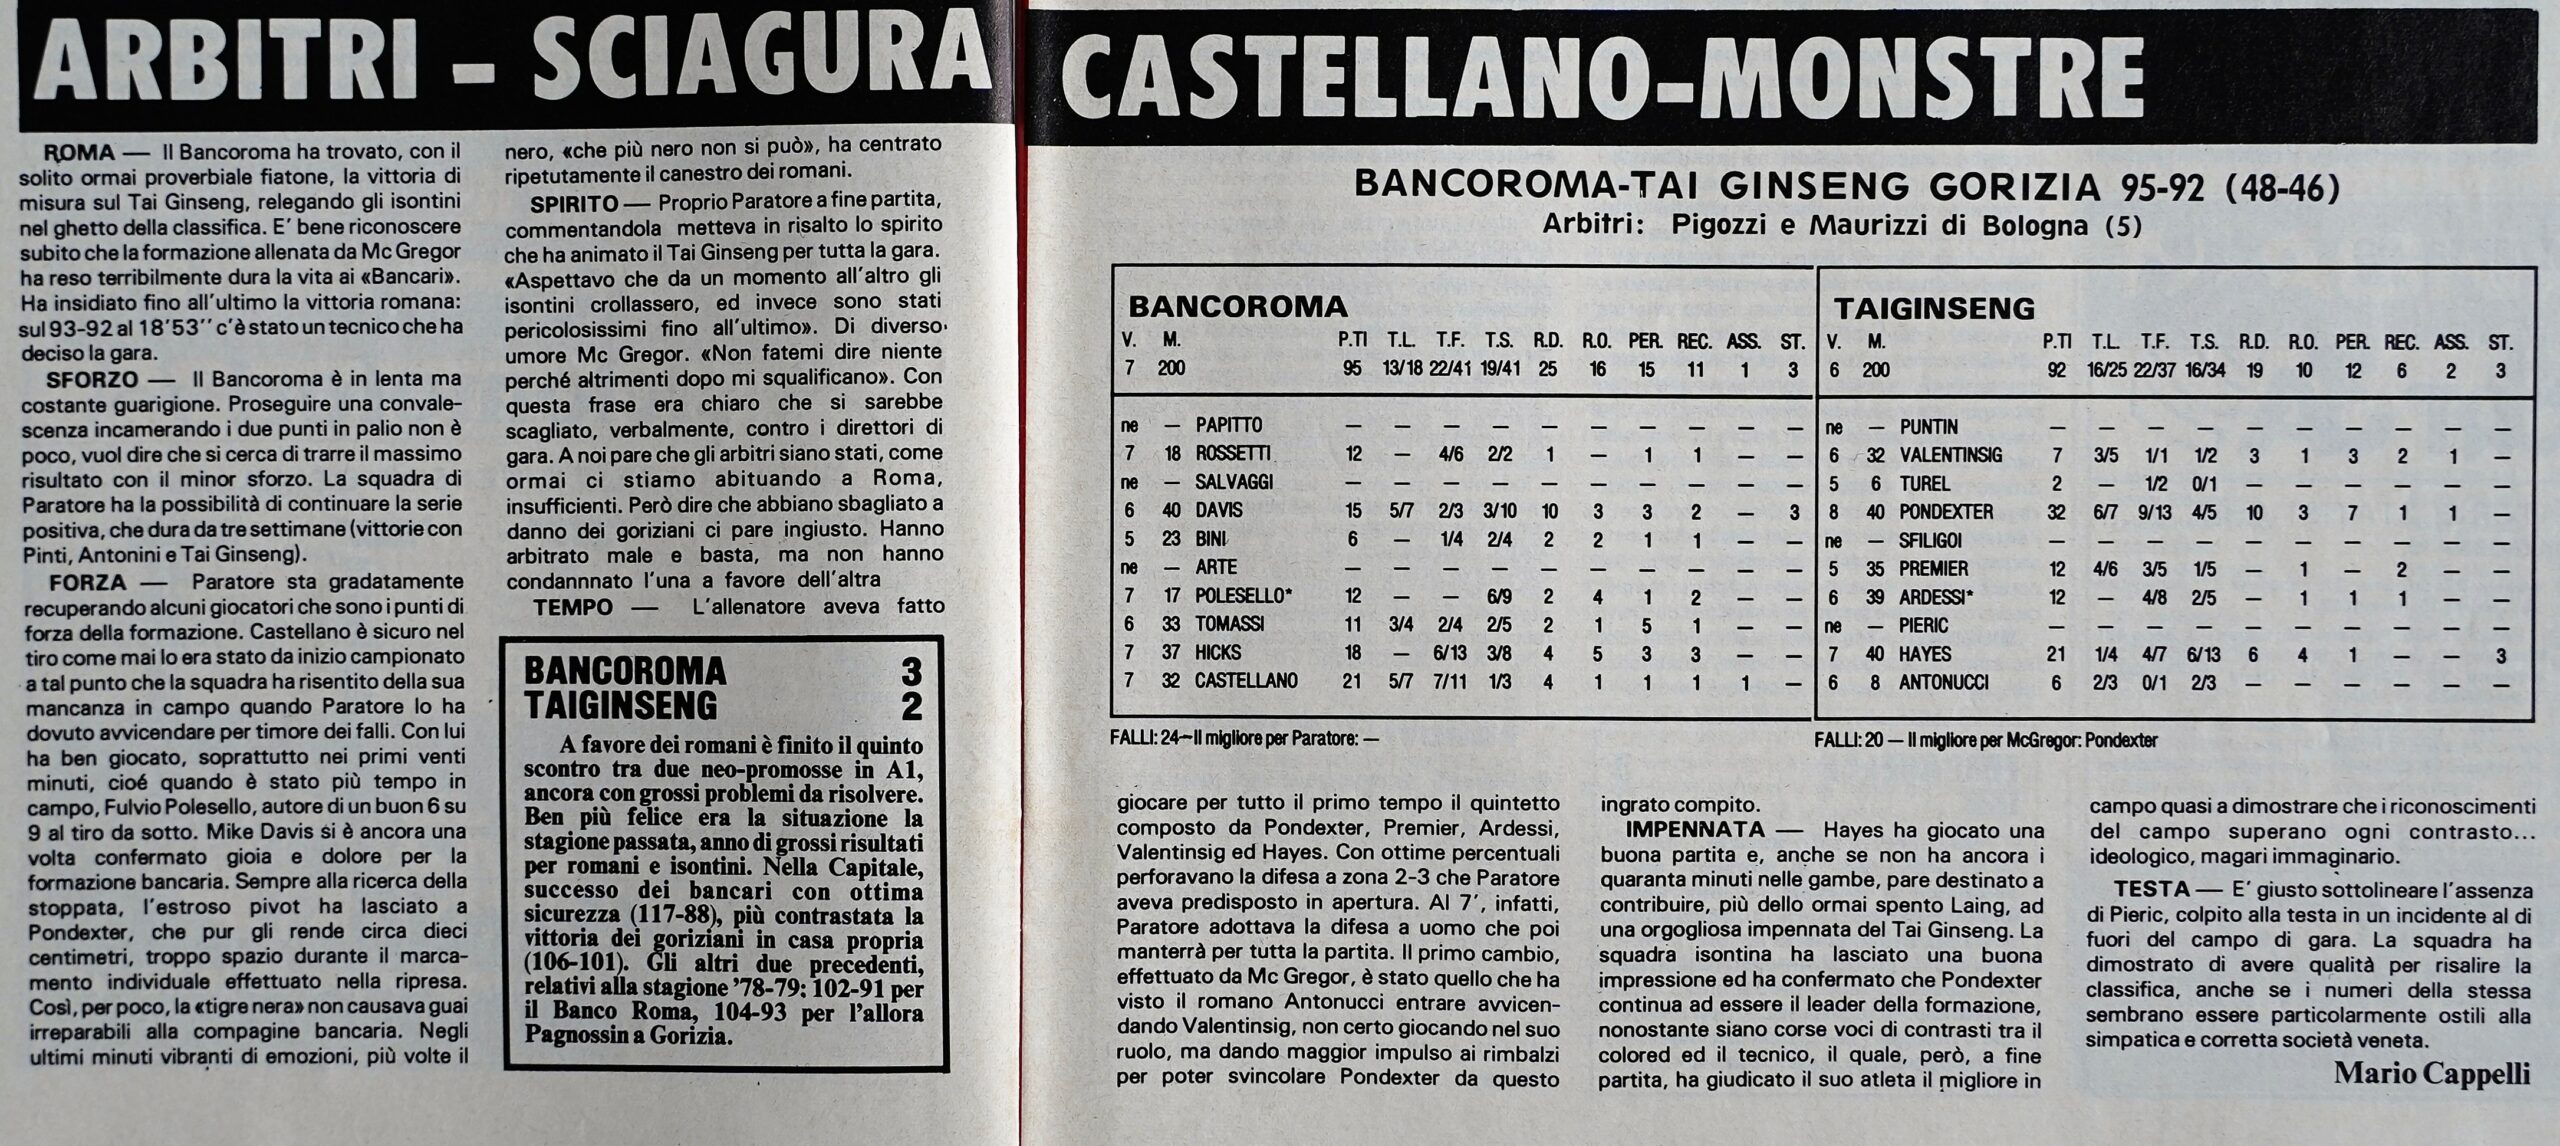 ARBITRI - SCIAGURA CASTELLANO-MONSTRE
ROMA — Il Bancoroma ha trovato, con il
solito ormai proverbiale fiatone, la vittoria di
misura sul Tai Ginseng, relegando gli isontini
nel ghetto della classifica. E' bene riconoscere
subito che la formazione allenata da Mc Gregor
ha reso terribilmente dura la vita ai «Bancari».
Ha insidiato fino all'ultimo la vittoria romana:
sul 93-92 al 18'53'' c'è stato un tecnico che ha
deciso la gara.
SFORZO — Il Bancoroma è in lenta ma
costante guarigione. Proseguire una convale-
scenza incamerando i due punti in palio non è
poco, vuol dire che si cerca di trarre il massimo
risultato con il minor sforzo. La squadra di
Paratore ha la possibilità di continuare la serie
positiva, che dura da tre settimane (vittorie con
Pinti, Antonini e Tai Ginseng).
FORZA — Paratore sta gradatamente
recuperando alcuni giocatori che sono i punti di
forza della formazione. Castellano è sicuro nel
tiro come mai lo era stato da inizio campionato
a tal punto che la squadra ha risentito della sua
mancanza in campo quando Paratore lo ha
dovuto avvicendare per timore dei falli. Con lui
ha ben giocato, soprattutto nei primi venti
minuti, cioé quando è stato più tempo in
campo, Fulvio Polesello, autore di un buon 6 su
9 al tiro da sotto. Mike Davis si è ancora una
volta confermato gioia e dolore per la
formazione bancaria. Sempre alla ricerca della
stoppata, l'estroso pivot ha lasciato a
Pondexter, che pur gli rende circa dieci
centimetri, troppo spazio durante il marca-
mento individuale effettuato nella ripresa.
Così, per poco, la «tigre nera» non causava guai
irreparabili alla compagine bancaria. Negli
ultimi minuti vibranti di emozioni, più volte il
nero, «che più nero non si può», ha centrato
ripetutamente il canestro dei romani.
SPIRITO — Proprio Paratore a fine partita,
commentandola metteva in risalto lo spirito
che ha animato il Tai Ginseng per tutta la gara.
«Aspettavo che da un momento all'altro gli
isontini crollassero, ed invece sono stati
pericolosissimi fino all'ultimo». Di diverso
umore Mc Gregor. «Non fatemi dire niente
perché altrimenti dopo mi squalificano». Con
questa frase era chiaro che si sarebbe
scagliato, verbalmente, contro i direttori di
gara. A noi pare che gli arbitri siano stati, come
ormai ci stiamo abituando a Roma,
insufficienti. Però dire che abbiano sbagliato a
danno dei goriziani ci pare ingiusto. Hanno
arbitrato male e basta, ma non hanno
condannnato l'una a favore dell'altra
TEMPO — L'allenatore aveva fatto
BANCOROMA 3
TAIGINSENG 2
A favore dei romani è finito il quinto
scontro tra due neo-promosse in A1,
ancora con grossi problemi da risolvere.
Ben più felice era la situazione la
stagione passata, anno di grossi risultati
per romani e isontini. Nella Capitale,
successo dei bancari con ottima
sicurezza (117-88), più contrastata la
vittoria dei goriziani in casa propria
(106-101). Gli altri due precedenti,
relativi alla stagione '78-79: 102-91 per
il Banco Roma, 104-93 per l'allora
Pagnossin a Gorizia.
BANCOROMA-TAI GINSENG GORIZIA 95-92 (48-46)
Arbitri: Pigozzi e Maurizzi di Bologna (5)
BANCOROMA
V. M. P.TI T.L. T.F. T.S. R.D. R.O. PER. REC. ASS. ST.
7 200 95 13/18 22/41 19/41 25 16 15 11 1 3
ne — PAPITTO — — — — — — — — — —
7 18 ROSSETTI 12 — 4/6 2/2 1 — 1 1 — —
ne — SALVAGGI — — — — — — — — — —
6 40 DAVIS 15 5/7 2/3 3/10 10 3 3 2 — 3
5 23 BINI 6 — 1/4 2/4 2 2 1 1 — —
ne — ARTE — — — — — — — — — —
7 17 POLESELLO* 12 — — 6/9 2 4 1 2 — —
6 33 TOMASSI 11 3/4 2/4 2/5 2 1 5 1 — —
7 37 HICKS 18 — 6/13 3/8 4 5 3 3 — —
7 32 CASTELLANO 21 5/7 7/11 1/3 4 1 1 1 1 —
FALLI: 24—Il migliore per Paratore: —
TAIGINSENG
V. M. P.TI T.L. T.F. T.S. R.D. R.O. PER. REC. ASS. ST.
6 200 92 16/25 22/37 16/34 19 10 12 6 2 3
ne — PUNTIN — — — — — — — — — —
6 32 VALENTINSIG 7 3/5 1/1 1/2 3 1 3 2 1 —
5 6 TUREL 2 — 1/2 0/1 — — — — — —
8 40 PONDEXTER 32 6/7 9/13 4/5 10 3 7 1 1 —
ne — SFILIGOI — — — — — — — — — —
5 35 PREMIER 12 4/6 3/5 1/5 — 1 — 2 — —
6 39 ARDESSI* 12 — 4/8 2/5 — 1 1 1 — —
ne — PIERIC — — — — — — — — — —
7 40 HAYES 21 1/4 4/7 6/13 6 4 1 — — 3
6 8 ANTONUCCI 6 2/3 0/1 2/3 — — — — — —
FALLI: 20 — Il migliore per McGregor: Pondexter
giocare per tutto il primo tempo il quintetto
composto da Pondexter, Premier, Ardessi,
Valentinsig ed Hayes. Con ottime percentuali
perforavano la difesa a zona 2-3 che Paratore
aveva predisposto in apertura. Al 7', infatti,
Paratore adottava la difesa a uomo che poi
manterrà per tutta la partita. Il primo cambio,
effettuato da Mc Gregor, è stato quello che ha
visto il romano Antonucci entrare avvicen-
dando Valentinsig, non certo giocando nel suo
ruolo, ma dando maggior impulso ai rimbalzi
per poter svincolare Pondexter da questo
ingrato compito.
IMPENNATA — Hayes ha giocato una
buona partita e, anche se non ha ancora i
quaranta minuti nelle gambe, pare destinato a
contribuire, più dello ormai spento Laing, ad
una orgogliosa impennata del Tai Ginseng. La
squadra isontina ha lasciato una buona
impressione ed ha confermato che Pondexter
continua ad essere il leader della formazione,
nonostante siano corse voci di contrasti tra il
colored ed il tecnico, il quale, però, a fine
partita, ha giudicato il suo atleta il migliore in
campo quasi a dimostrare che i riconoscimenti
del campo superano ogni contrasto...
ideologico, magari immaginario.
TESTA — E' giusto sottolineare l'assenza
di Pieric, colpito alla testa in un incidente al di
fuori del campo di gara. La squadra ha
dimostrato di avere qualità per risalire la
classifica, anche se i numeri della stessa
sembrano essere particolarmente ostili alla
simpatica e corretta società veneta.
Mario Cappelli